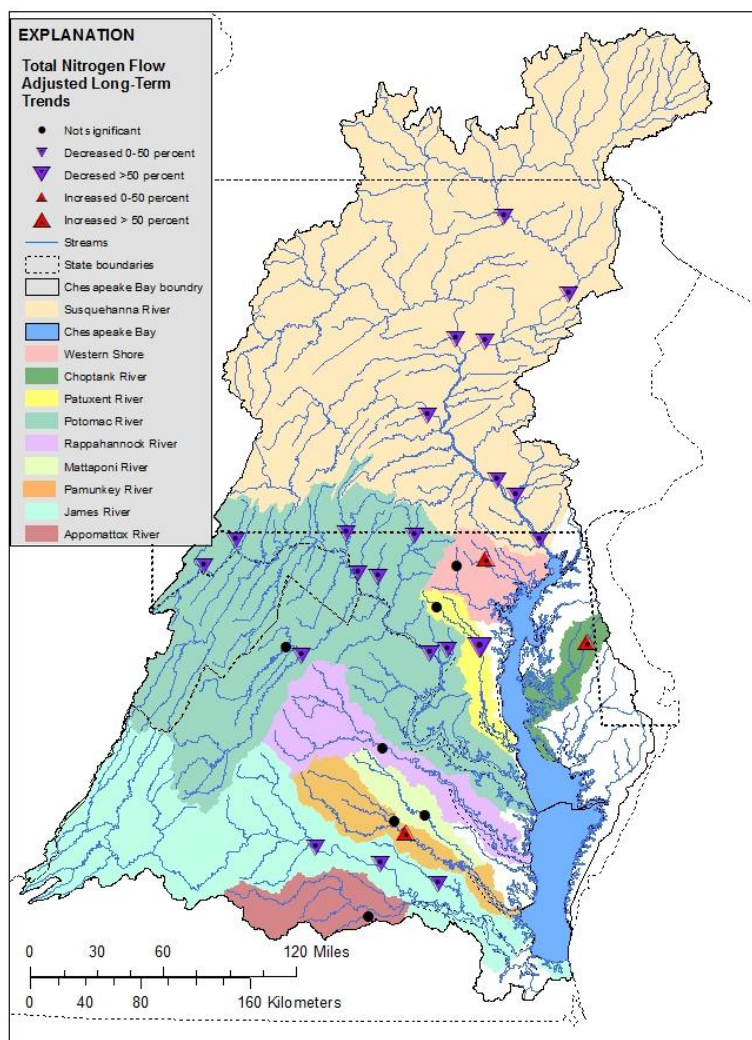 EXPLANATION
Total Nitrogen Flow
Adjusted Long-Term
Trends
Not significant
Decreased 0-50 percent
Decresed >50 percent
Increased 0-50 percent
Increased > 50 percent
Streams
State boundaries
Chesapeake Bay boundry
Susquehanna River
Chesapeake Bay
Western Shore
Choptank River
Patuxent River
Potomac River
Rappahannock River
Mattaponi River
Pamunkey River
James River
Appomattox River
0 30 60 120 Miles
0 40 80 160 Kilometers